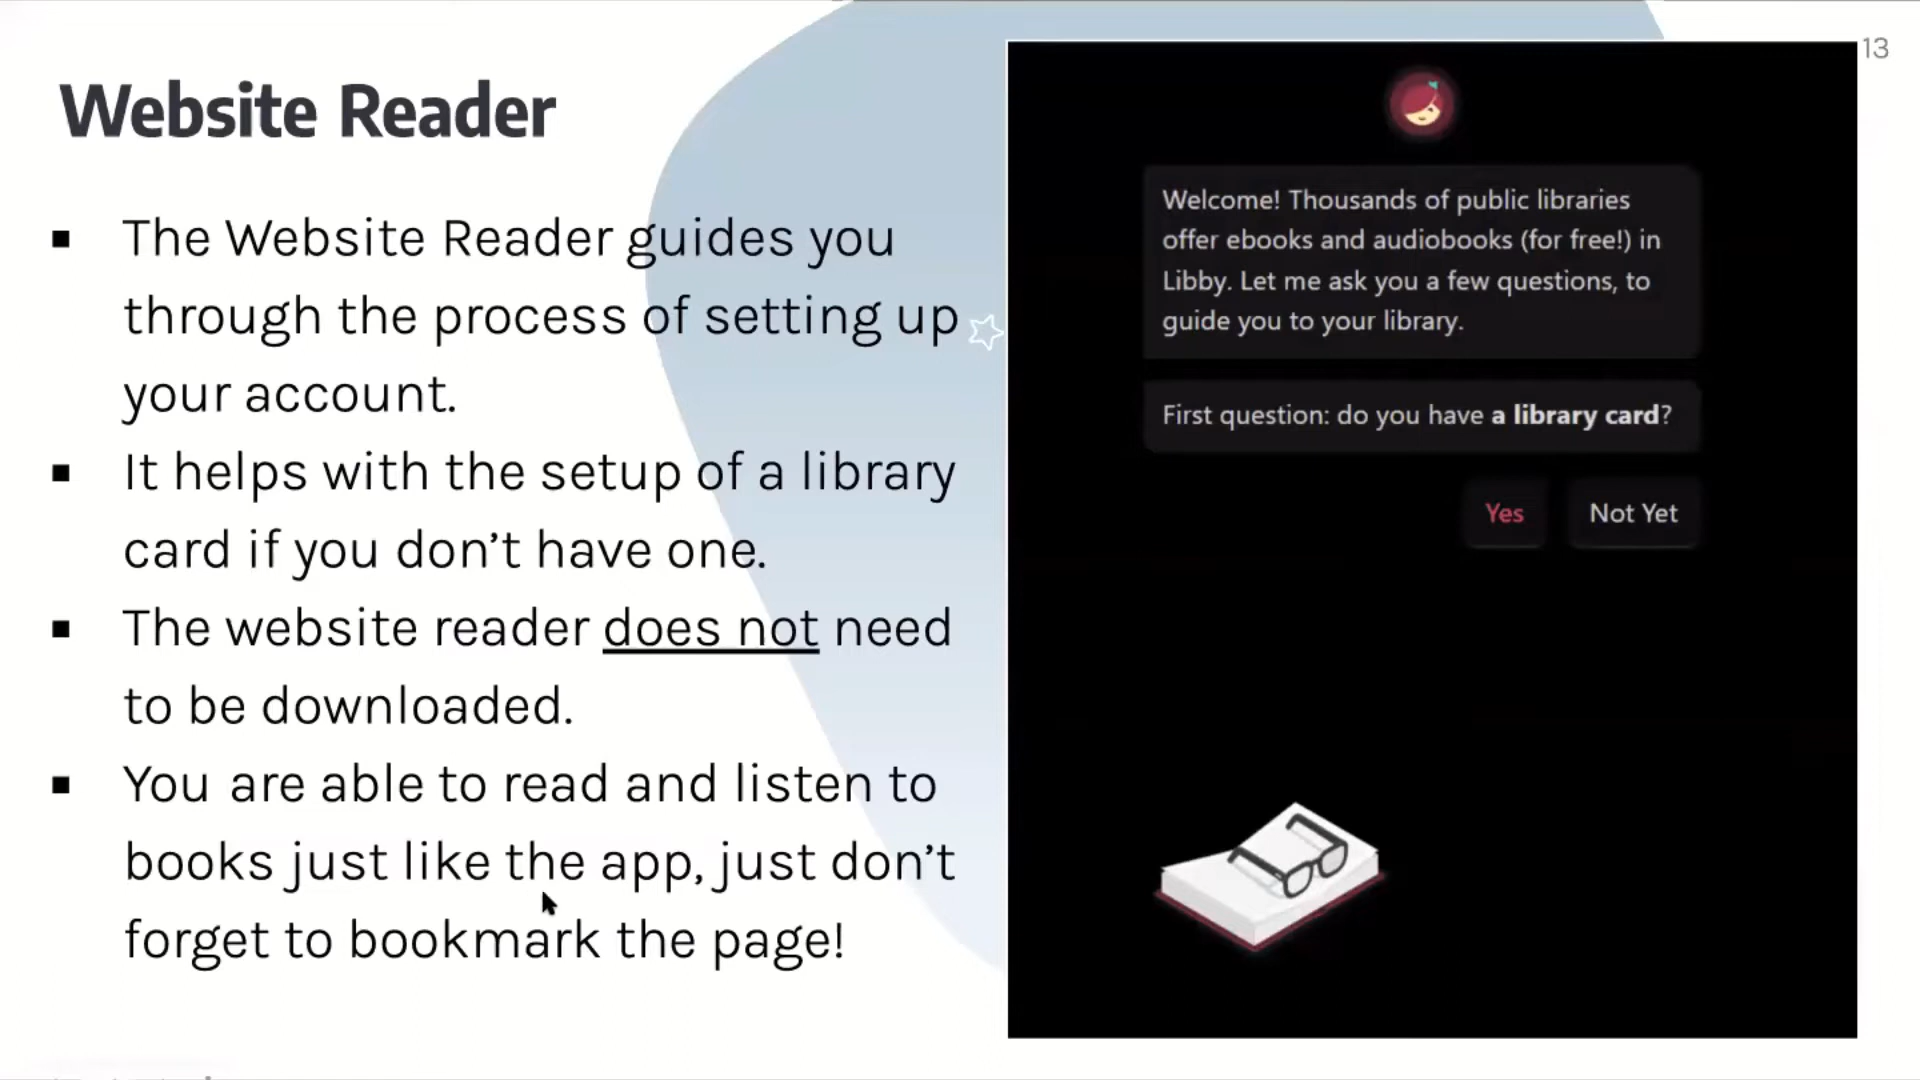 13
Website Reader
▪ The Website Reader guides you
through the process of setting up
your account.
▪ It helps with the setup of a library
card if you don’t have one.
▪ The website reader does not need
to be downloaded.
▪ You are able to read and listen to
books just like the app, just don’t
forget to bookmark the page!
Welcome! Thousands of public libraries
offer ebooks and audiobooks (for free!) in
Libby. Let me ask you a few questions, to
guide you to your library.
First question: do you have a library card?
Yes Not Yet